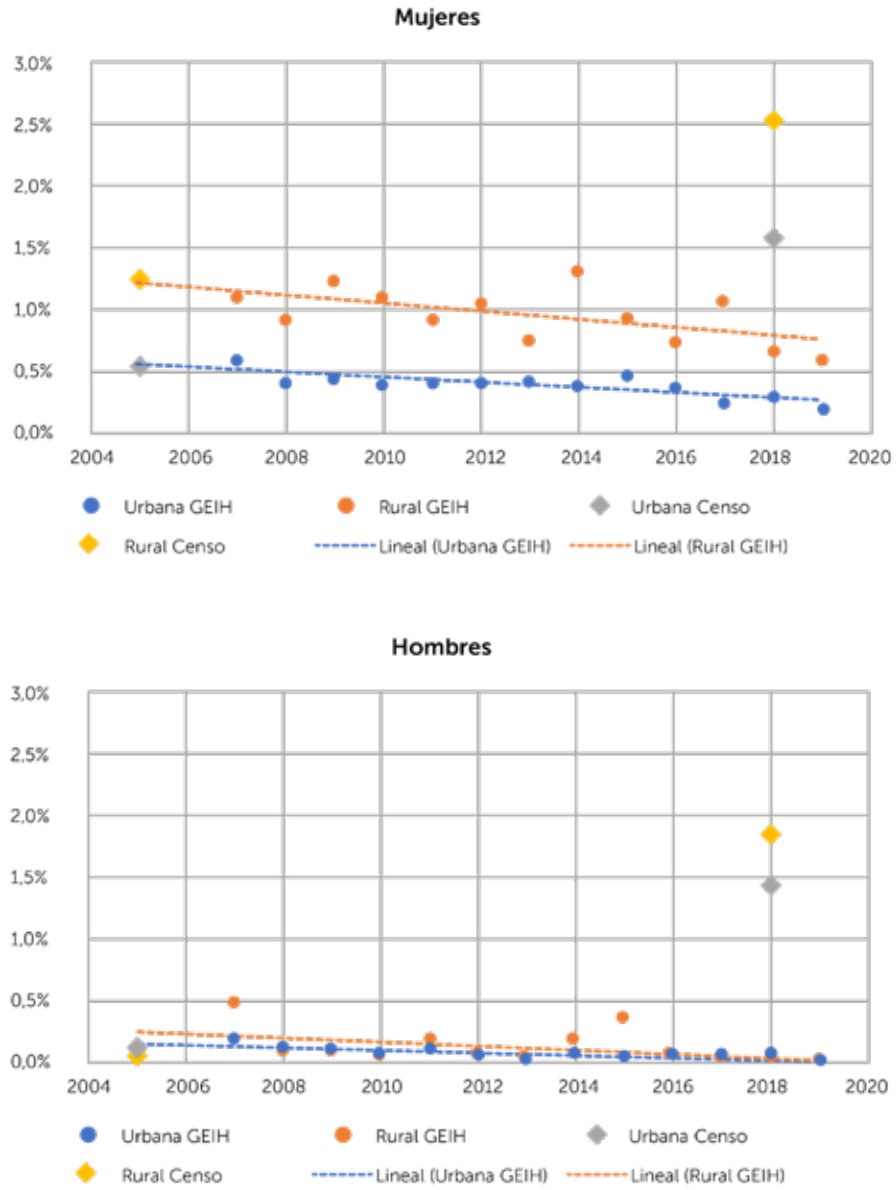 Mujeres
3,0%
2,5%
2,0%
1,5%
1,0%
0,5%
0,0%
2004 2006 2008 2010 2012 2014 2016 2018 2020
Urbana GEIH Rural GEIH Urbana Censo
Rural Censo Lineal (Urbana GEIH) Lineal (Rural GEIH)
Hombres
3,0%
2,5%
2,0%
1,5%
1,0%
0,5%
0,0%
2004 2006 2008 2010 2012 2014 2016 2018 2020
Urbana GEIH Rural GEIH Urbana Censo
Rural Censo Lineal (Urbana GEIH) Lineal (Rural GEIH)